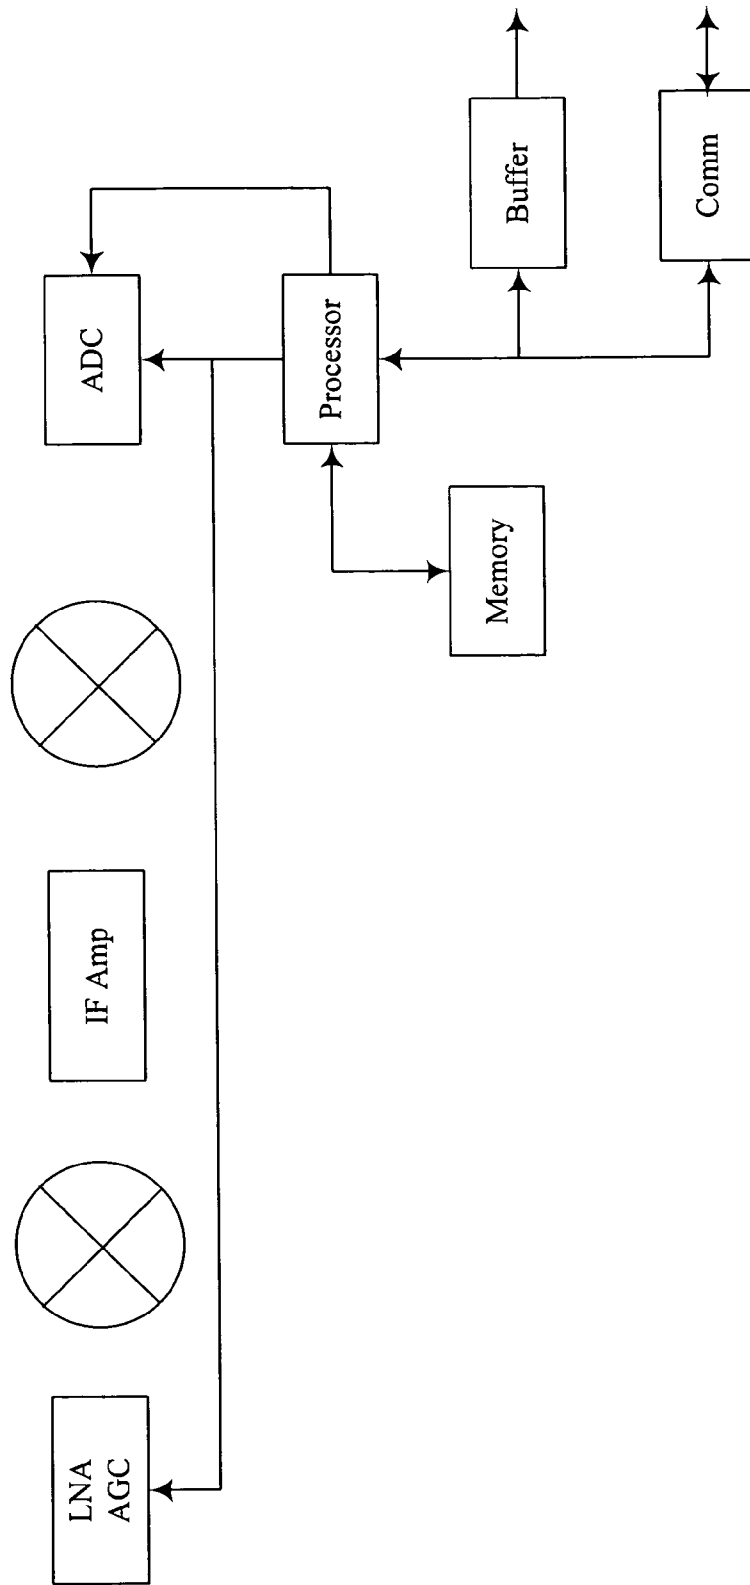 LNA
AGC
IF Amp
ADC
Processor
Memory
Buffer
Comm